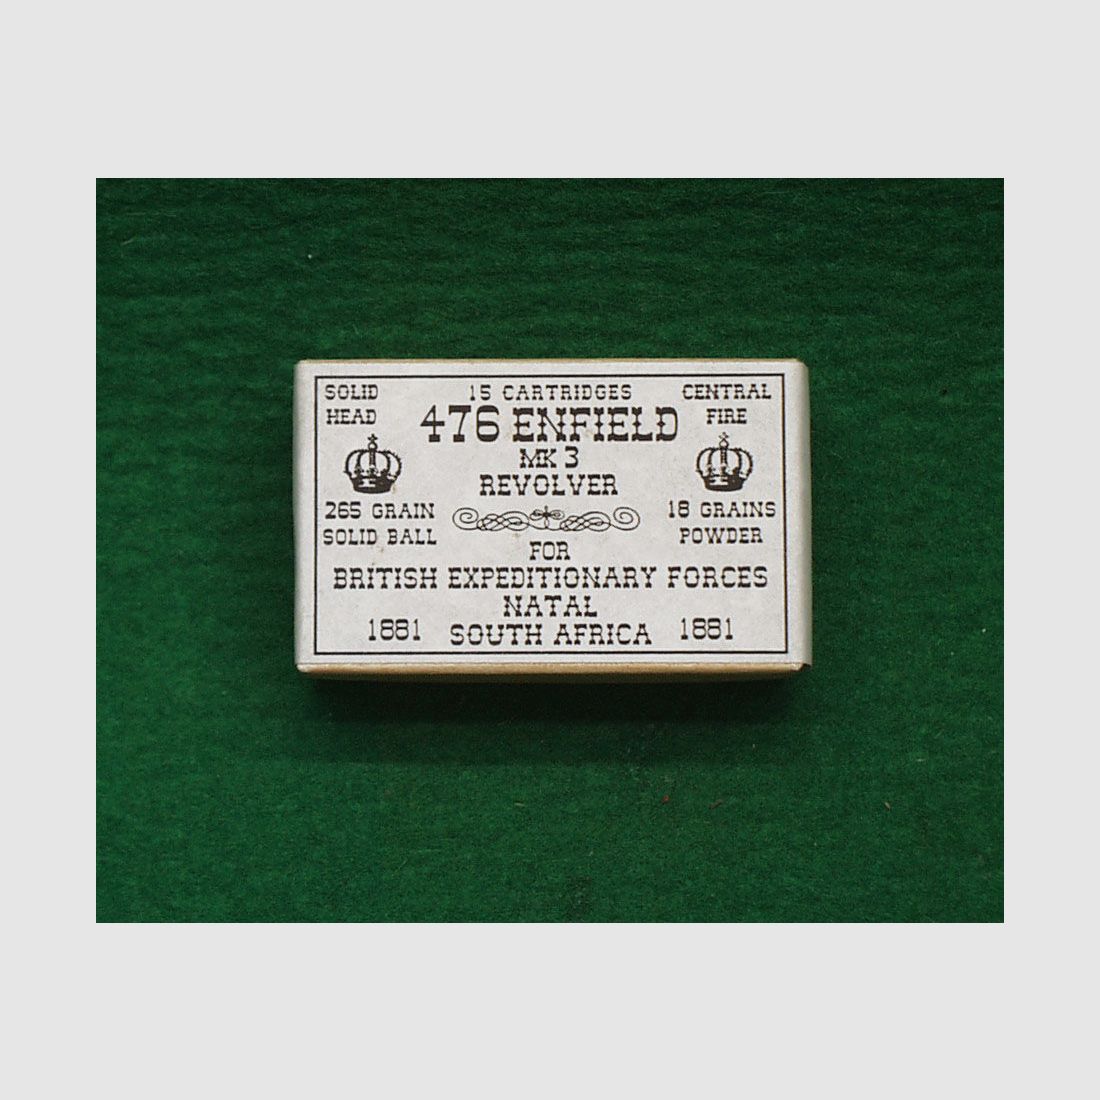 SOLID HEAD
15 CARTRIDGES
CENTRAL FIRE
476 ENFIELD
MK 3
REVOLVER
265 GRAIN
SOLID BALL
18 GRAINS
POWDER
FOR
BRITISH EXPEDITIONARY FORCES
NATAL
1881 SOUTH AFRICA 1881